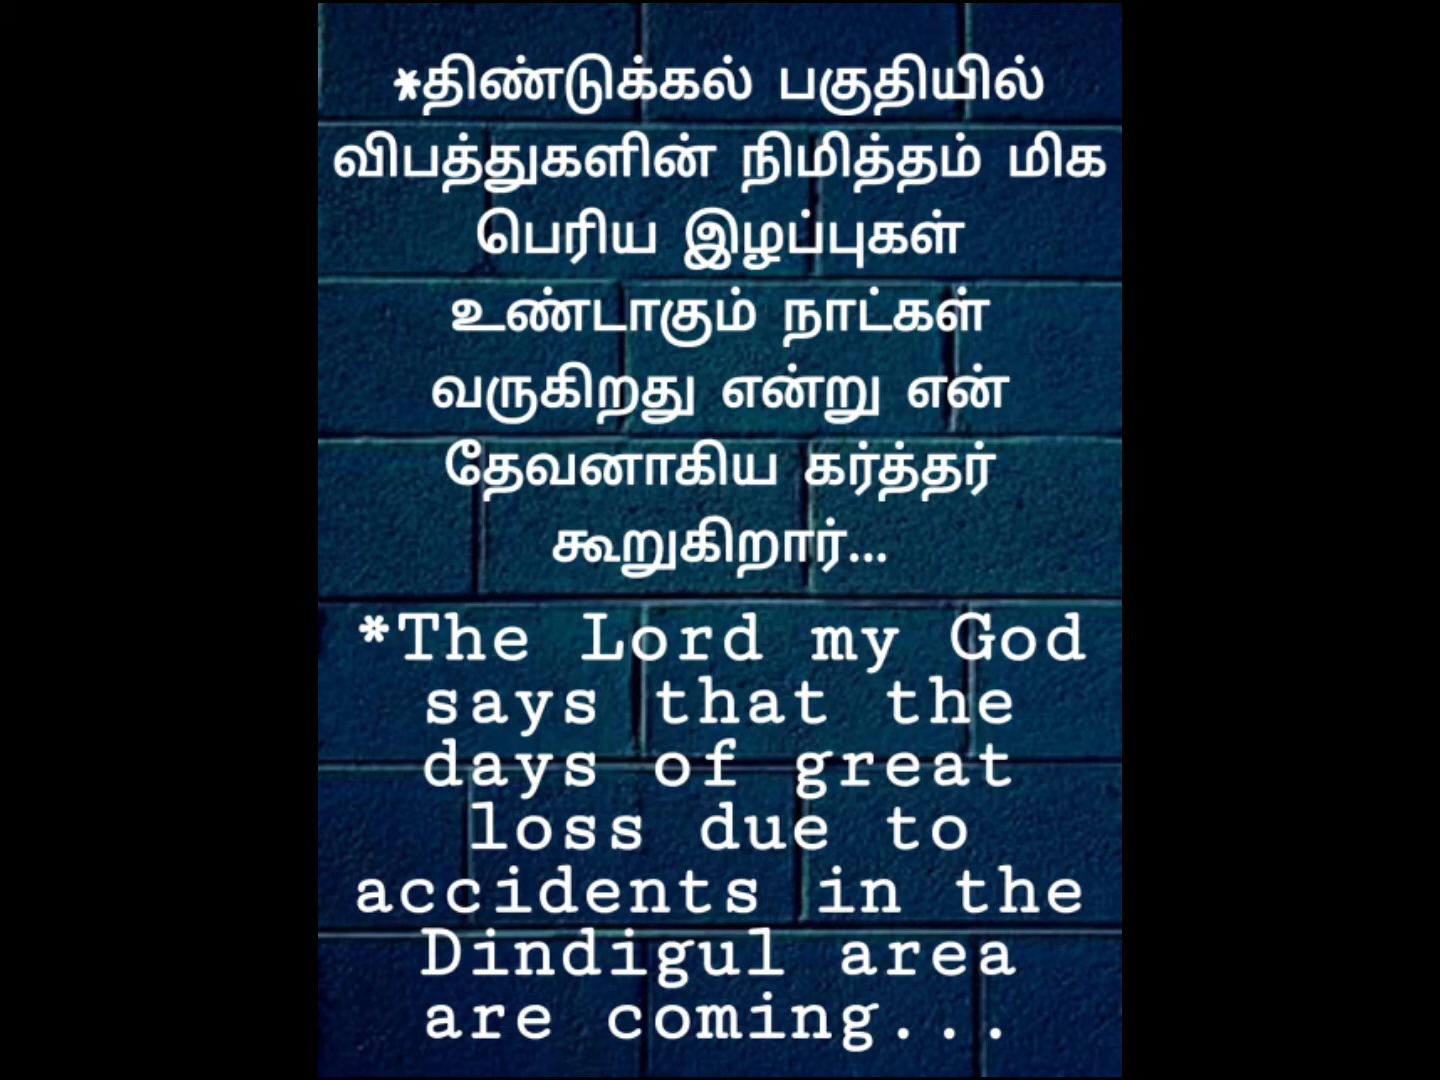 *திண்டுக்கல் பகுதியில்
விபத்துகளின் நிமித்தம் மிக
பெரிய இழப்புகள்
உண்டாகும் நாட்கள்
வருகிறது என்று என்
தேவனாகிய கர்த்தர்
கூறுகிறார்...
*The Lord my God
says that the
days of great
loss due to
accidents in the
Dindigul area
are coming...